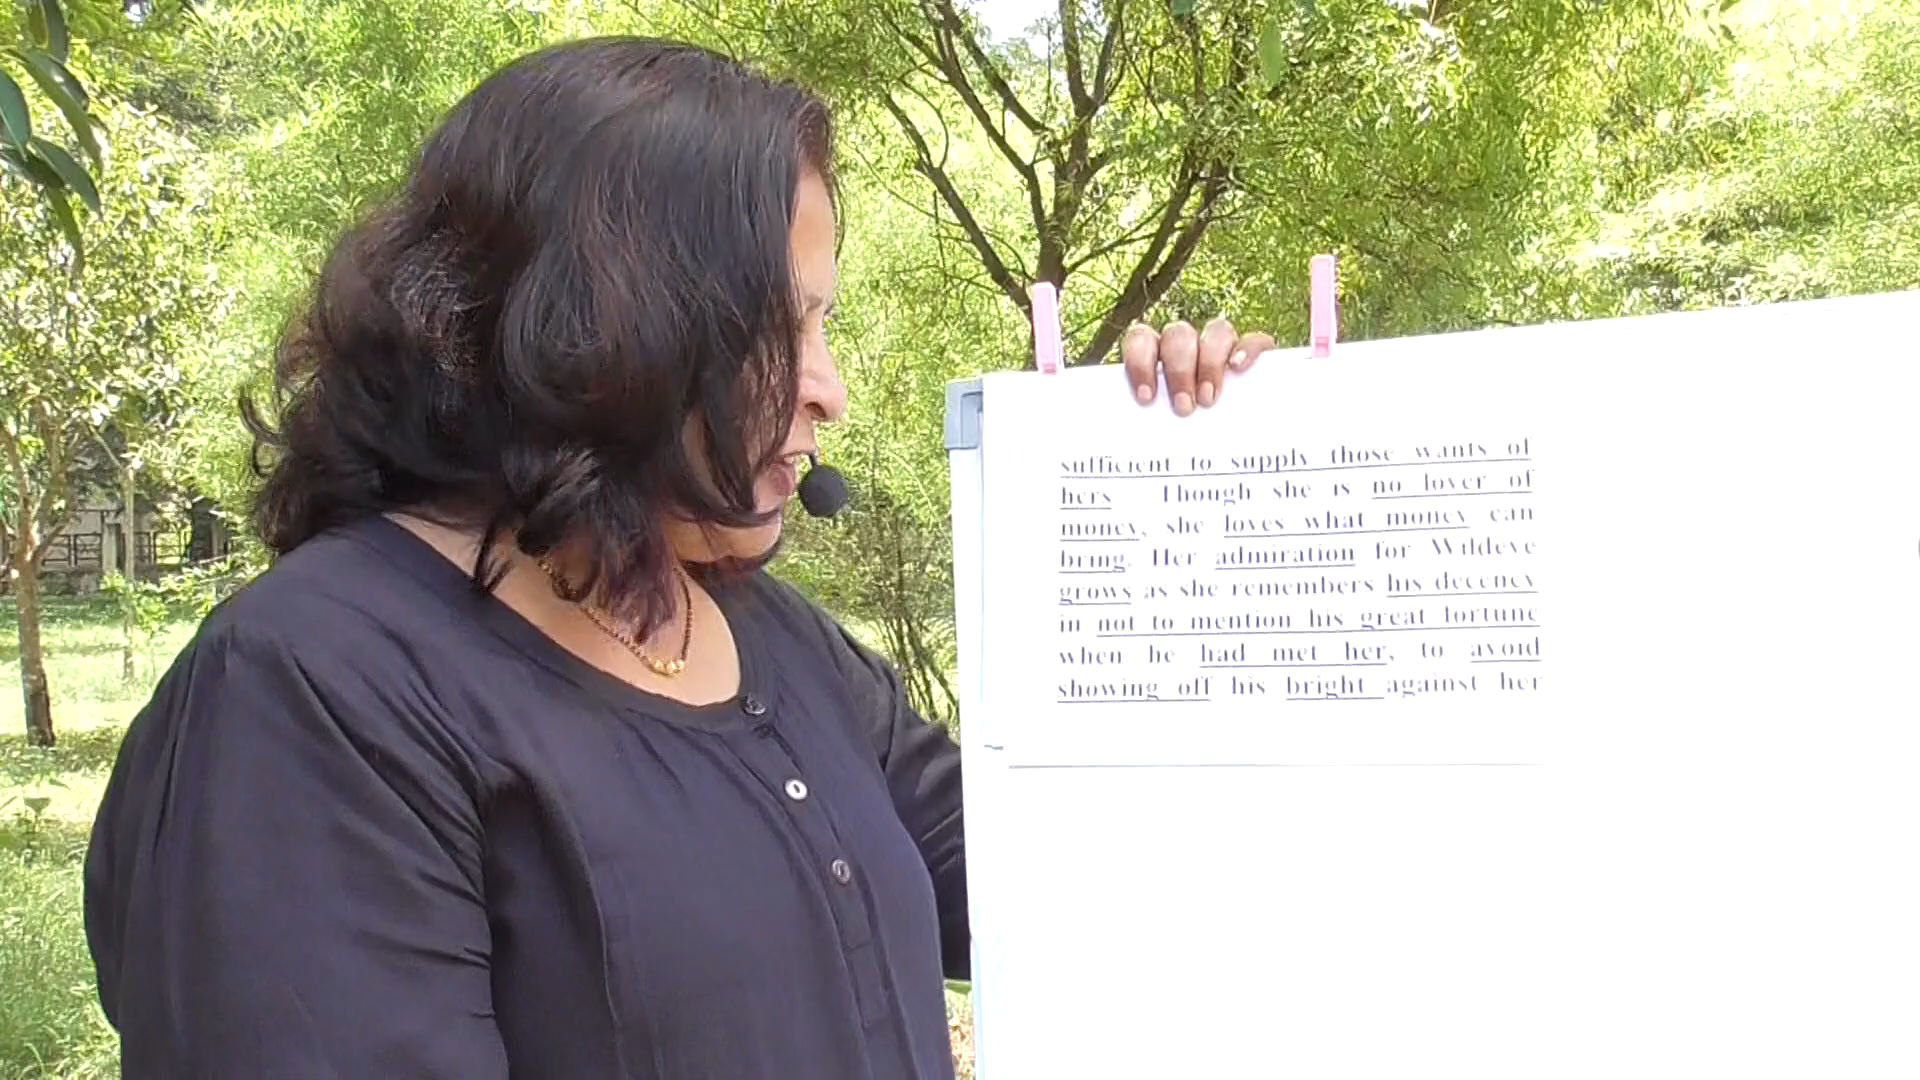 sufficient to supply those wants of
hers Though she is no lover of
money, she loves what money can
bring. Her admiration for Wildeve
grows as she remembers his decency
in not to mention his great fortune
when he had met her, to avoid
showing off his bright against her